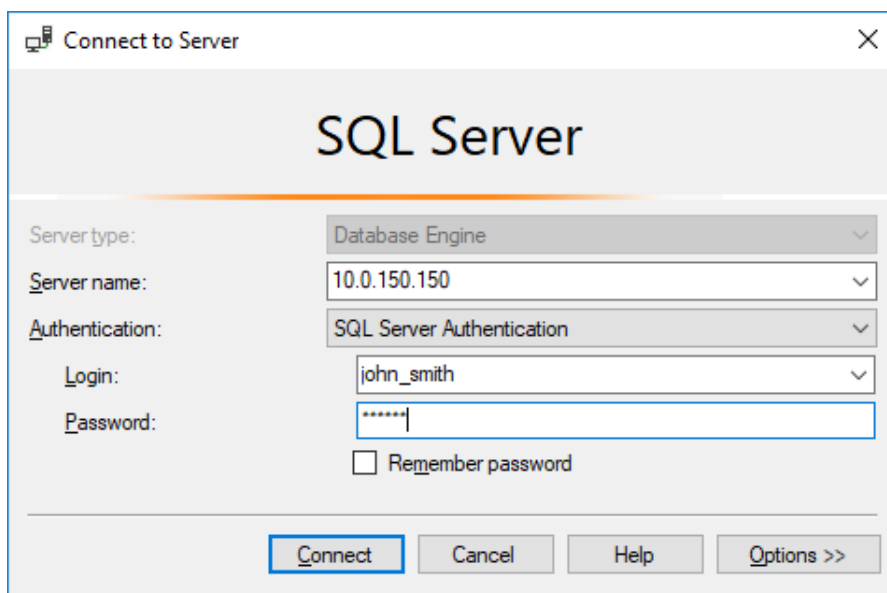 Connect to Server
SQL Server
Server type: Database Engine
Server name: 10.0.150.150
Authentication: SQL Server Authentication
Login: john_smith
Password: ******
Remember password
Connect Cancel Help Options >>